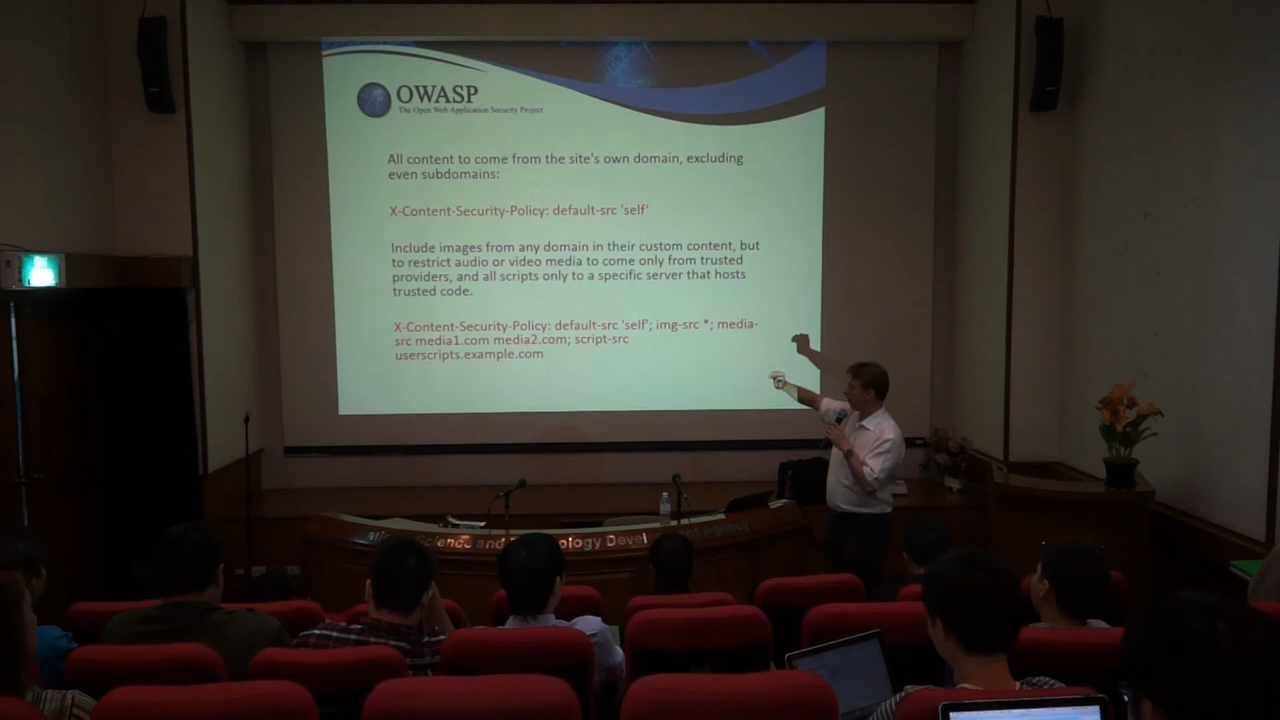 OWASP
The Open Web Application Security Project
All content to come from the site's own domain, excluding
even subdomains:
X-Content-Security-Policy: default-src 'self'
Include images from any domain in their custom content, but
to restrict audio or video media to come only from trusted
providers, and all scripts only to a specific server that hosts
trusted code.
X-Content-Security-Policy: default-src 'self'; img-src *; media-
src media1.com media2.com; script-src
userscripts.example.com
Science and